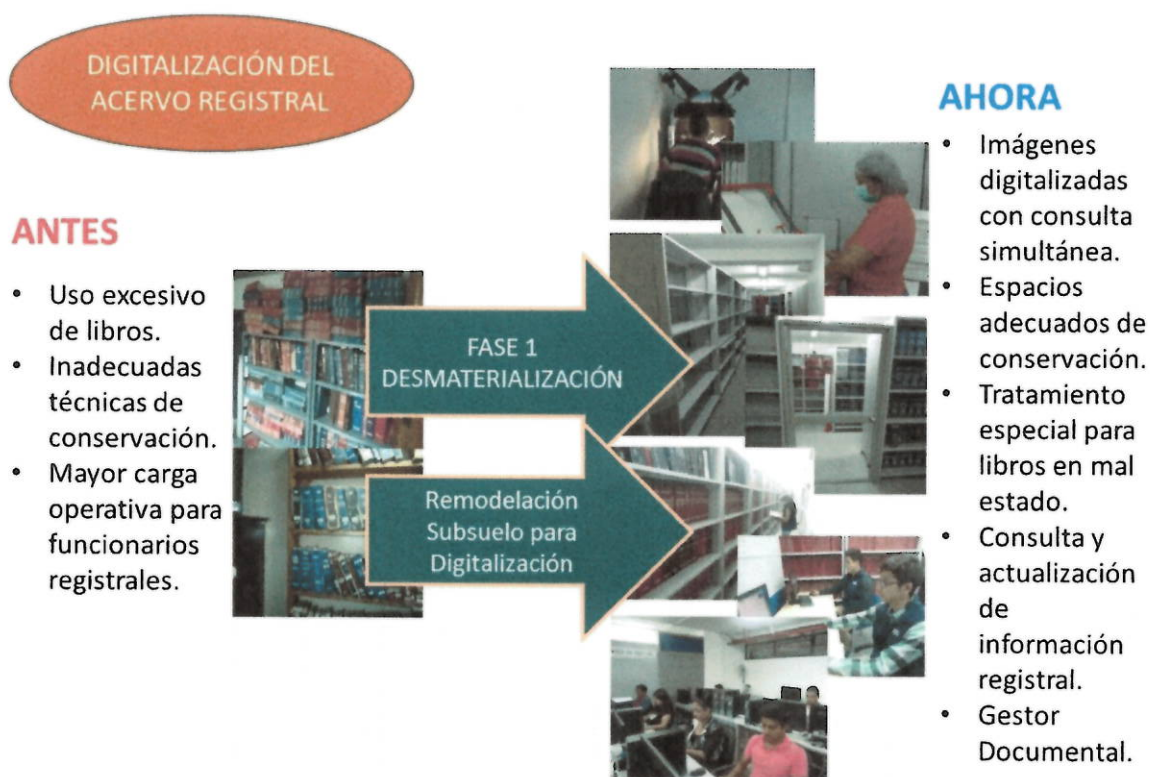 DIGITALIZACIÓN DEL
ACERVO REGISTRAL
ANTES
• Uso excesivo
de libros.
• Inadecuadas
técnicas de
conservación.
• Mayor carga
operativa para
funcionarios
registrales.
FASE 1
DESMATERIALIZACIÓN
Remodelación
Subsuelo para
Digitalización
AHORA
• Imágenes
digitalizadas
con consulta
simultánea.
• Espacios
adecuados de
conservación.
• Tratamiento
especial para
libros en mal
estado.
• Consulta y
actualización
de
información
registral.
• Gestor
Documental.